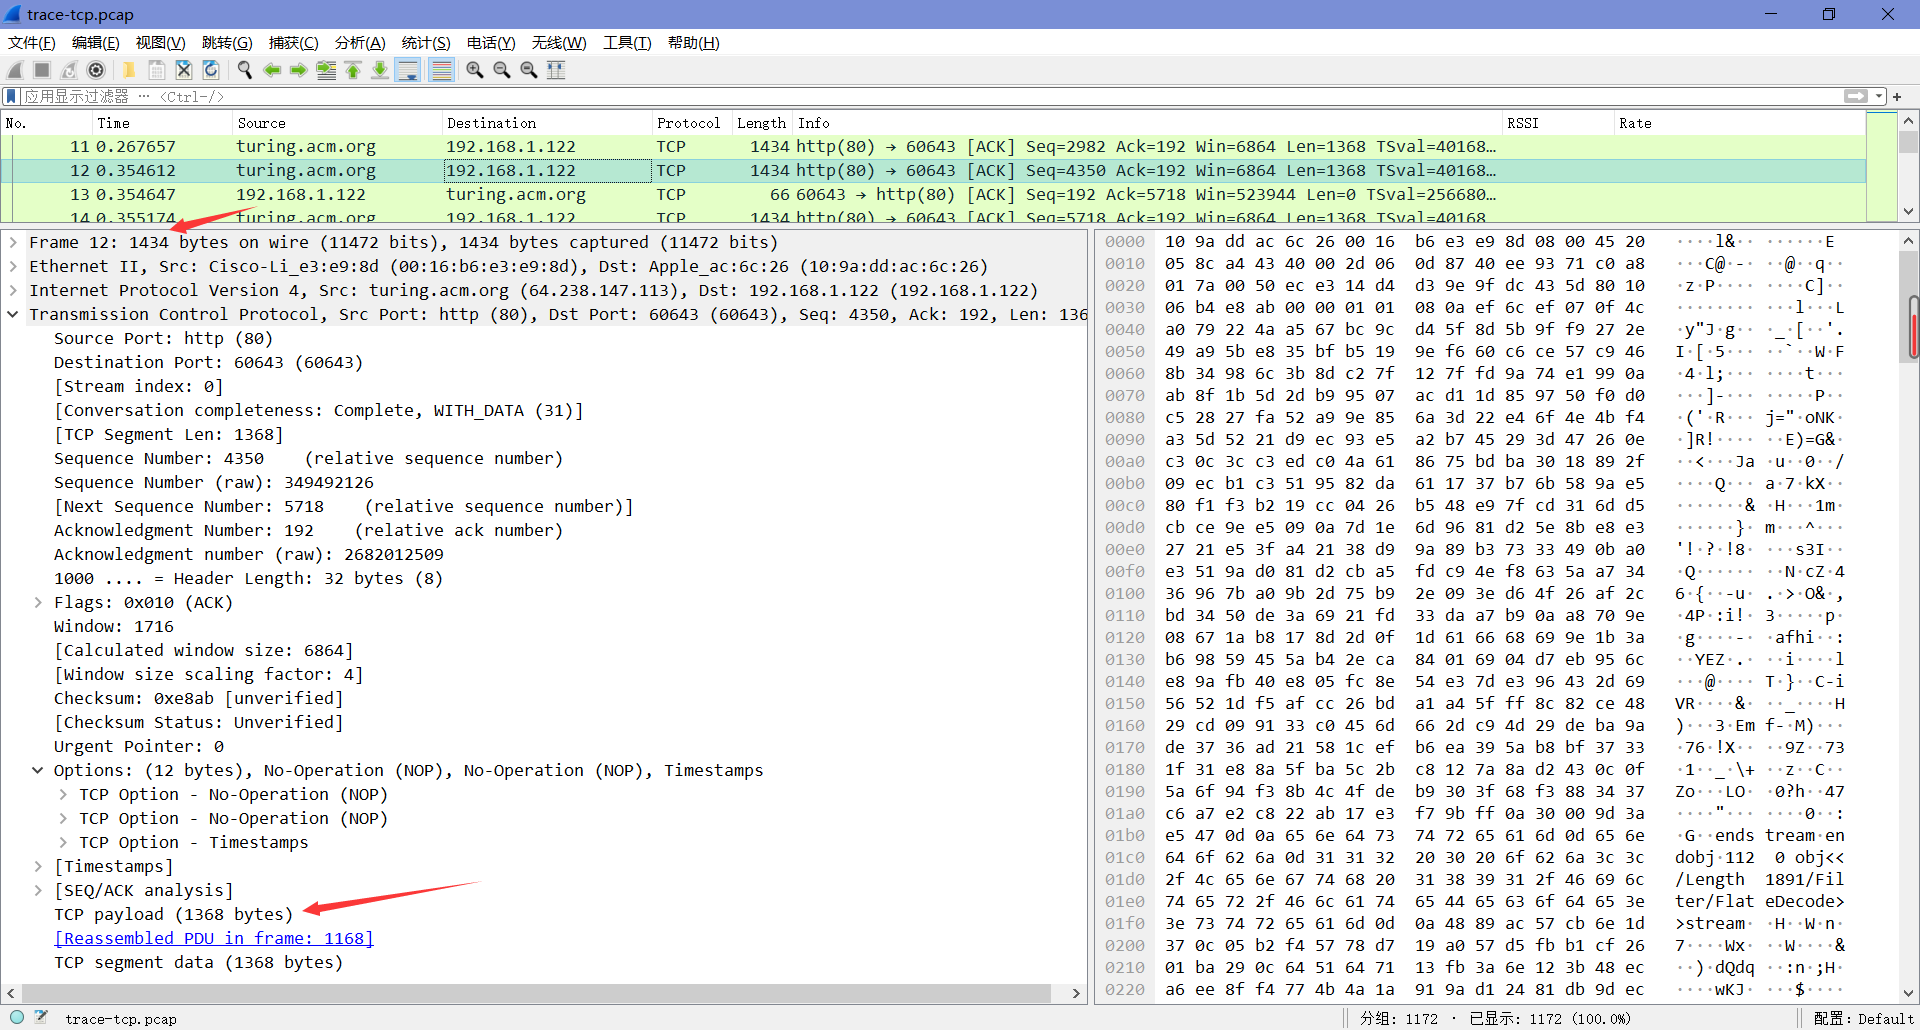 trace-tcp.pcap
文件(F) 编辑(E) 视图(V) 跳转(G) 捕获(C) 分析(A) 统计(S) 电话(Y) 无线(W) 工具(T) 帮助(H)
应用显示过滤器 … <Ctrl-/>
No. Time Source Destination Protocol Length Info RSSI Rate
11 0.267657 turing.acm.org 192.168.1.122 TCP 1434 http(80) → 60643 [ACK] Seq=2982 Ack=192 Win=6864 Len=1368 TSval=40168…
12 0.354612 turing.acm.org 192.168.1.122 TCP 1434 http(80) → 60643 [ACK] Seq=4350 Ack=192 Win=6864 Len=1368 TSval=40168…
13 0.354647 192.168.1.122 turing.acm.org TCP 66 60643 → http(80) [ACK] Seq=192 Ack=5718 Win=523944 Len=0 TSval=256680…
14 0.355174 turing.acm.org 192.168.1.122 TCP 1434 http(80) → 60643 [ACK] Seq=5718 Ack=192 Win=6864 Len=1368 TSval=40168
Frame 12: 1434 bytes on wire (11472 bits), 1434 bytes captured (11472 bits)
Ethernet II, Src: Cisco-Li_e3:e9:8d (00:16:b6:e3:e9:8d), Dst: Apple_ac:6c:26 (10:9a:dd:ac:6c:26)
Internet Protocol Version 4, Src: turing.acm.org (64.238.147.113), Dst: 192.168.1.122 (192.168.1.122)
Transmission Control Protocol, Src Port: http (80), Dst Port: 60643 (60643), Seq: 4350, Ack: 192, Len: 136
Source Port: http (80)
Destination Port: 60643 (60643)
[Stream index: 0]
[Conversation completeness: Complete, WITH_DATA (31)]
[TCP Segment Len: 1368]
Sequence Number: 4350    (relative sequence number)
Sequence Number (raw): 349492126
[Next Sequence Number: 5718    (relative sequence number)]
Acknowledgment Number: 192    (relative ack number)
Acknowledgment number (raw): 2682012509
1000 .... = Header Length: 32 bytes (8)
Flags: 0x010 (ACK)
Window: 1716
[Calculated window size: 6864]
[Window size scaling factor: 4]
Checksum: 0xe8ab [unverified]
[Checksum Status: Unverified]
Urgent Pointer: 0
Options: (12 bytes), No-Operation (NOP), No-Operation (NOP), Timestamps
TCP Option - No-Operation (NOP)
TCP Option - No-Operation (NOP)
TCP Option - Timestamps
[Timestamps]
[SEQ/ACK analysis]
TCP payload (1368 bytes)
[Reassembled PDU in frame: 1168]
TCP segment data (1368 bytes)
0000 10 9a dd ac 6c 26 00 16 b6 e3 e9 8d 08 00 45 20 ····l&·· ······E
0010 05 8c a4 43 40 00 2d 06 0d 87 40 ee 93 71 c0 a8 ···C@·-· ··@··q··
0020 01 7a 00 50 ec e3 14 d4 d3 9e 9f dc 43 5d 80 10 ·z·P···· ····C]··
0030 06 b4 e8 ab 00 00 01 01 08 0a ef 6c ef 07 0f 4c ········ ···l···L
0040 a0 79 22 4a a5 67 bc 9c d4 5f 8d 5b 9f f9 27 2e ·y"J·g·· ·_·[··'.
0050 49 a9 5b e8 35 bf b5 19 9e f6 60 c6 ce 57 c9 46 I·[·5··· ··`··W·F
0060 8b 34 98 6c 3b 8d c2 7f 12 7f fd 9a 74 e1 99 0a ·4·l;··· ····t···
0070 ab 8f 1b 5d 2d b9 95 07 ac d1 1d 85 97 50 f0 d0 ···]-··· ·····P··
0080 c5 28 27 fa 52 a9 9e 85 6a 3d 22 e4 6f 4e 4b f4 ·('·R··· j="·oNK·
0090 a3 5d 52 21 d9 ec 93 e5 a2 b7 45 29 3d 47 26 0e ·]R!···· ··E)=G&·
00a0 c3 0c 3c c3 ed c0 4a 61 86 75 bd ba 30 18 89 2f ··<···Ja ·u··0··/
00b0 09 ec b1 c3 51 95 82 da 61 17 37 b7 6b 58 9a e5 ····Q··· a·7·kX··
00c0 80 f1 f3 b2 19 cc 04 26 b5 48 e9 7f cd 31 6d d5 ·······& ·H···1m·
00d0 cb ce 9e e5 09 0a 7d 1e 6d 96 81 d2 5e 8b e8 e3 ······}· m···^···
00e0 27 21 e5 3f a4 21 38 d9 9a 89 b3 73 33 49 0b a0 '!·?·!8· ···s3I··
00f0 e3 51 9a d0 81 d2 cb a5 fd c9 4e f8 63 5a a7 34 ·Q······ ··N·cZ·4
0100 36 96 7b a0 9b 2d 75 b9 2e 09 3e d6 4f 26 af 2c 6·{··-u· .·>·O&·,
0110 bd 34 50 de 3a 69 21 fd 33 da a7 b9 0a a8 70 9e ·4P·:i!· 3·····p·
0120 08 67 1a b8 17 8d 2d 0f 1d 61 66 68 69 9e 1b 3a ·g····-· ·afhi··:
0130 b6 98 59 45 5a b4 2e ca 84 01 69 04 d7 eb 95 6c ··YEZ·.· ··i····l
0140 e8 9a fb 40 e8 05 fc 8e 54 e3 7d e3 96 43 2d 69 ···@···· T·}··C-i
0150 56 52 1d f5 af cc 26 bd a1 a4 5f ff 8c 82 ce 48 VR····&· ··_····H
0160 29 cd 09 91 33 c0 45 6d 66 2d c9 4d 29 de ba 9a )···3·Em f-·M)···
0170 de 37 36 ad 21 58 1c ef b6 ea 39 5a b8 bf 37 33 ·76·!X·· ··9Z··73
0180 1f 31 e8 8a 5f ba 5c 2b c8 12 7a 8a d2 43 0c 0f ·1··_·\+ ··z··C··
0190 5a 6f 94 f3 8b 4c 4f de b9 30 3f 68 f3 88 34 37 Zo···LO· ·0?h··47
01a0 c6 a7 e2 c8 22 ab 17 e3 f7 9b ff 0a 30 00 9d 3a ····"··· ····0··:
01b0 e5 47 0d 0a 65 6e 64 73 74 72 65 61 6d 0d 65 6e ·G··ends tream·en
01c0 64 6f 62 6a 0d 31 31 32 20 30 20 6f 62 6a 3c 3c dobj·112  0 obj<<
01d0 2f 4c 65 6e 67 74 68 20 31 38 39 31 2f 46 69 6c /Length 1891/Fil
01e0 74 65 72 2f 46 6c 61 74 65 44 65 63 6f 64 65 3e ter/Flat eDecode>
01f0 3e 73 74 72 65 61 6d 0d 0a 48 89 ac 57 cb 6e 1d >stream· ·H··W·n·
0200 37 0c 05 b2 f4 57 78 d7 19 a0 57 d5 fb b1 cf 26 7····Wx· ··W····&
0210 01 ba 29 0c 64 51 64 71 13 fb 3a 6e 12 3b 48 ec ··)·dQdq ··:n·;H·
0220 a6 ee 8f f4 77 4b 4a 1a 91 9a d1 24 81 db 9d ec ····wKJ· ···$····
trace-tcp.pcap 分组: 1172 · 已显示: 1172 (100.0%) 配置: Default